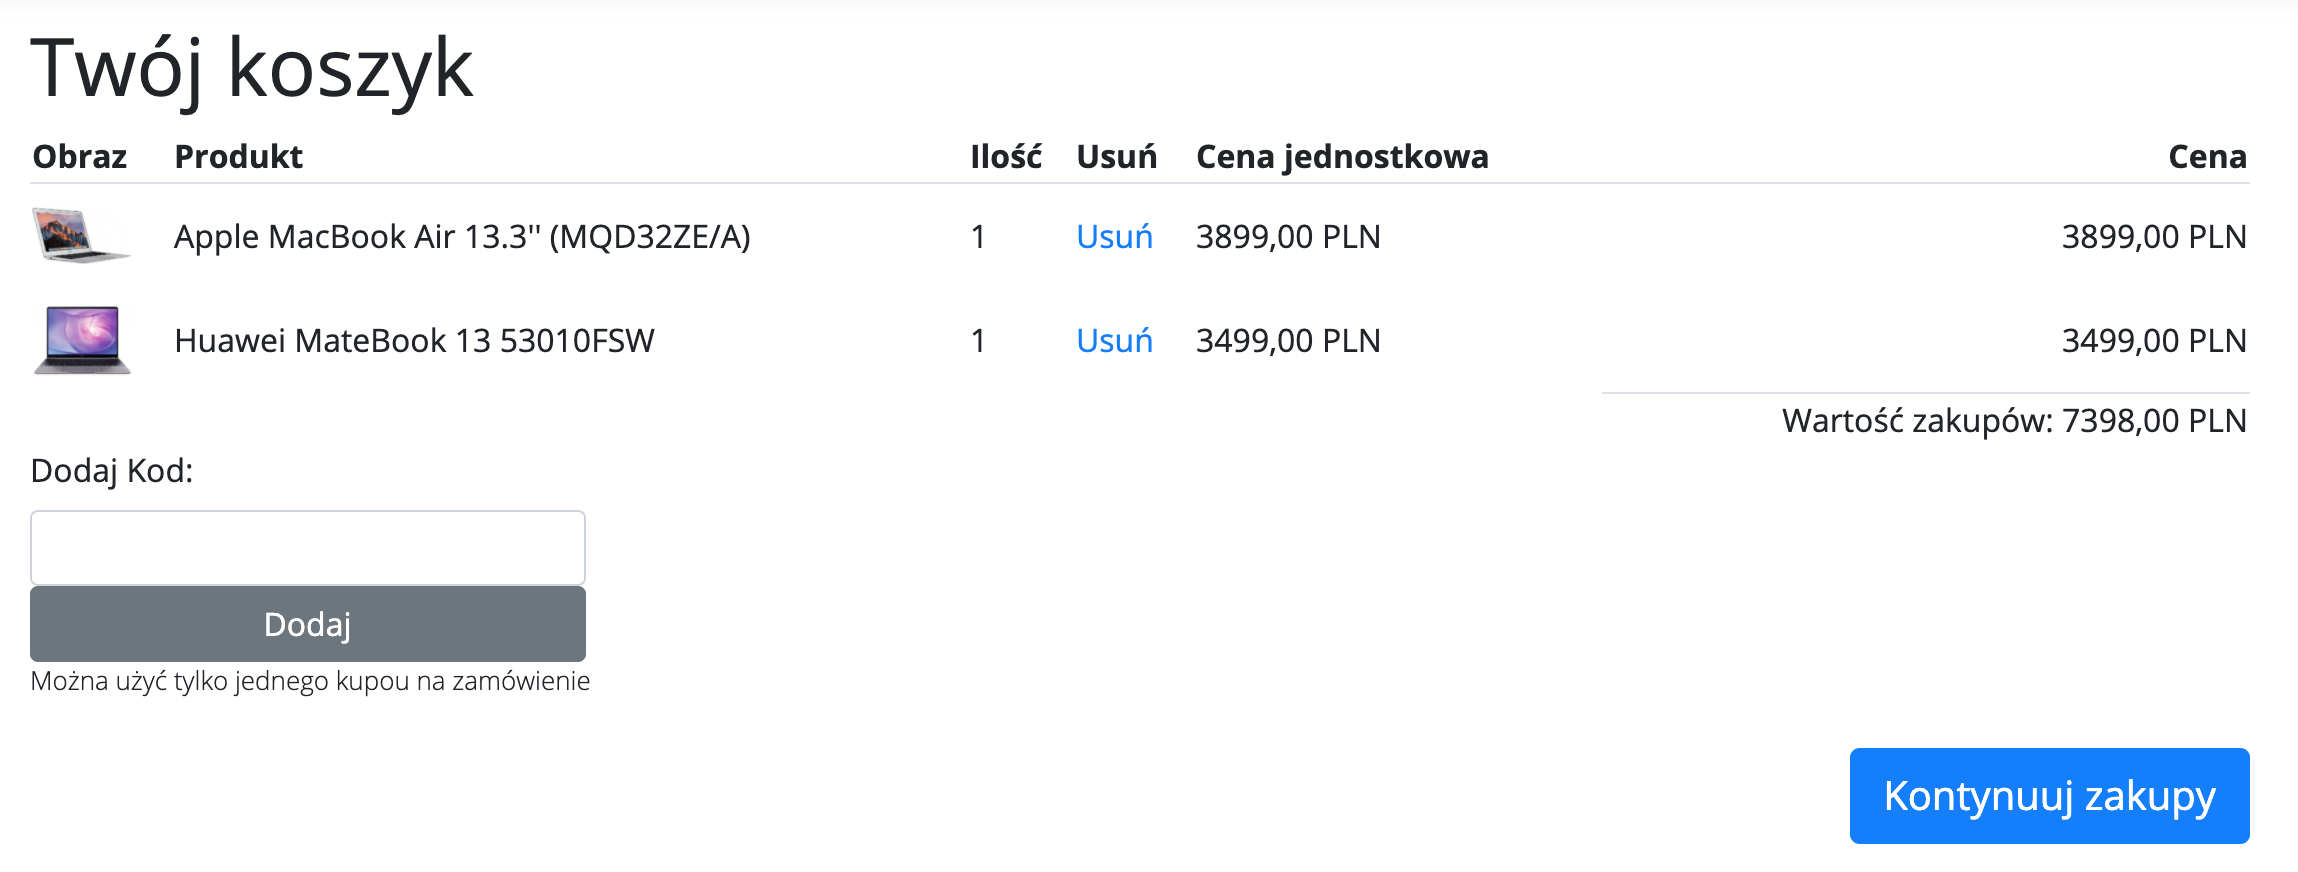 Twój koszyk
Obraz Produkt Ilość Usuń Cena jednostkowa Cena
Apple MacBook Air 13.3'' (MQD32ZE/A) 1 Usuń 3899,00 PLN 3899,00 PLN
Huawei MateBook 13 53010FSW 1 Usuń 3499,00 PLN 3499,00 PLN
Wartość zakupów: 7398,00 PLN
Dodaj Kod:
Dodaj
Można użyć tylko jednego kupou na zamówienie
Kontynuuj zakupy